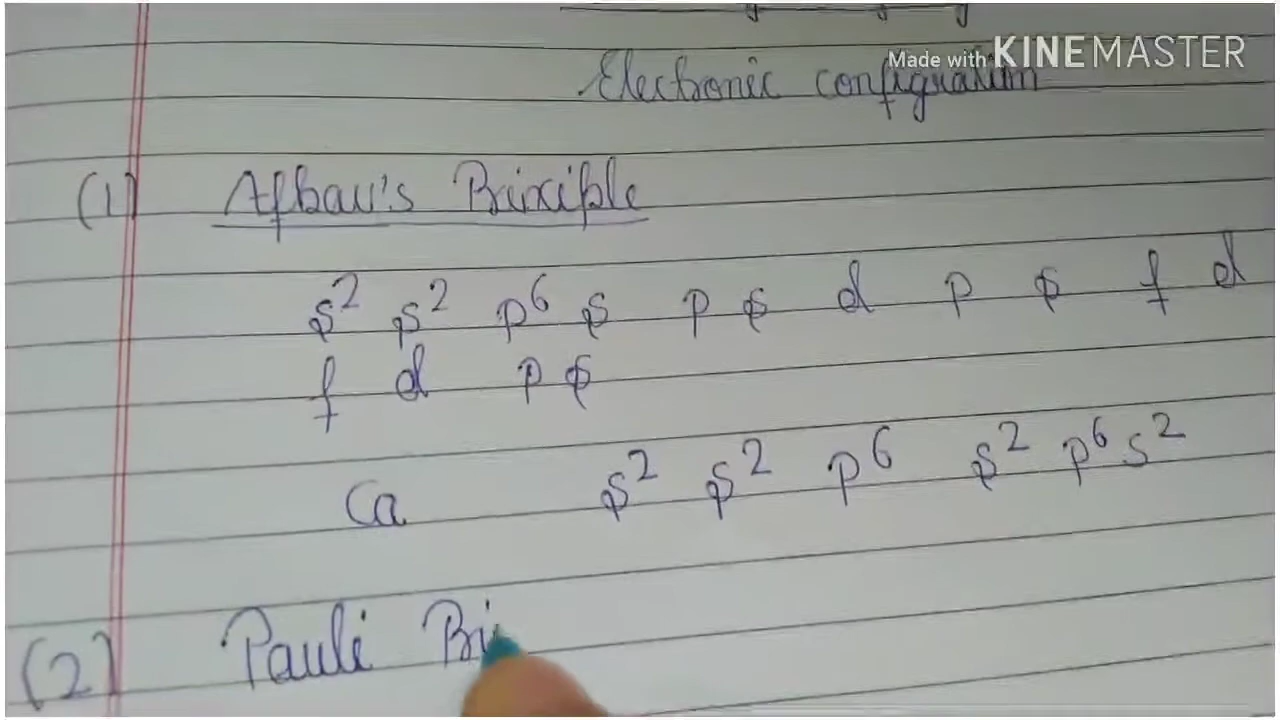 Made with KINEMASTER
Electronic configuration
(1) Afbau's Prixiple
s² s² p⁶ s p s d p s f d
f d p s
Ca s² s² p⁶ s² p⁶ s²
(2) Pauli Pri